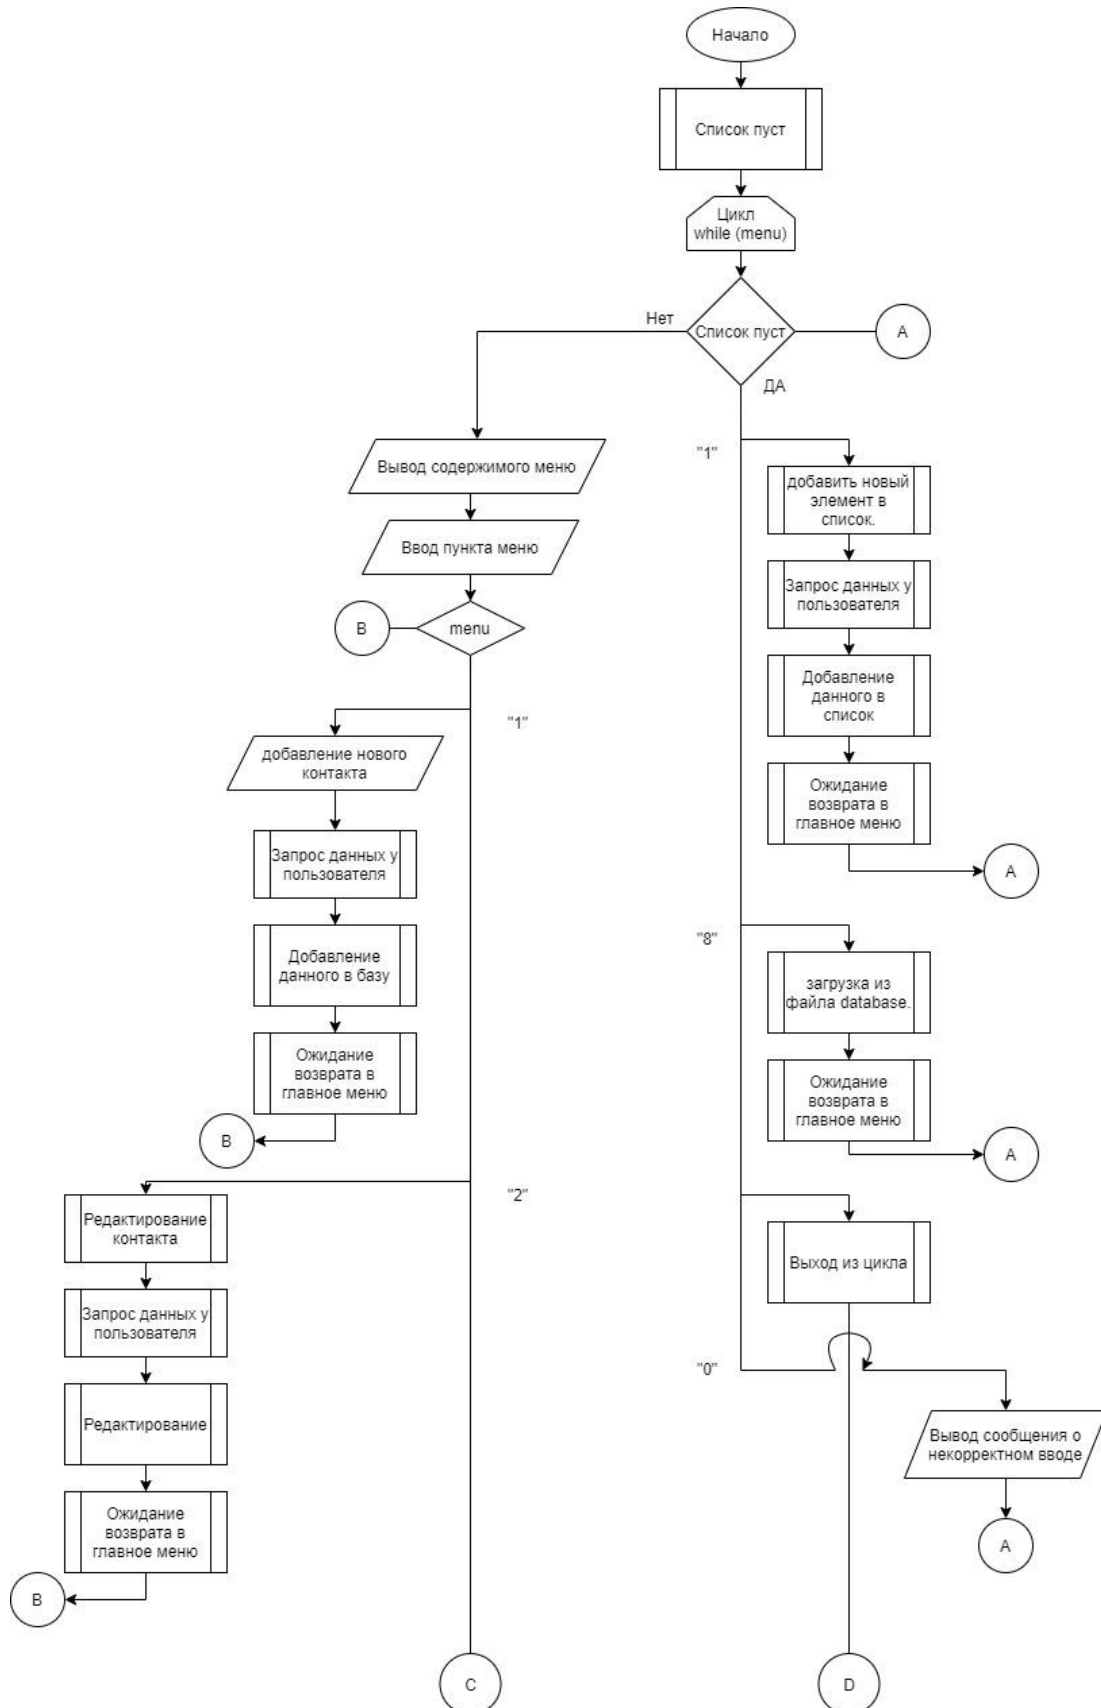 Начало
Список пуст
Цикл
while (menu)
Нет
Список пуст
A
ДА
Вывод содержимого меню
Ввод пункта меню
B
menu
"1"
добавление нового
контакта
Запрос данных у
пользователя
Добавление
данного в базу
Ожидание
возврата в
главное меню
B
"2"
Редактирование
контакта
Запрос данных у
пользователя
Редактирование
Ожидание
возврата в
главное меню
B
C
"1"
добавить новый
элемент в
список.
Запрос данных у
пользователя
Добавление
данного в
список
Ожидание
возврата в
главное меню
A
"8"
загрузка из
файла database.
Ожидание
возврата в
главное меню
A
Выход из цикла
"0"
Вывод сообщения о
некорректном вводе
A
D